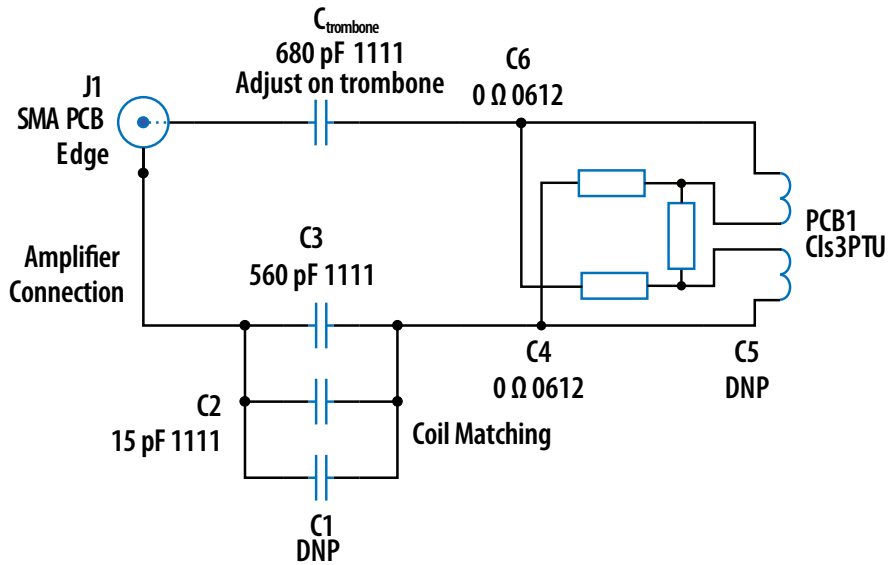 C trombone
680 pF 1111
Adjust on trombone
J1
SMA PCB
Edge
C6
0 Ω 0612
PCB1
Cls3PTU
Amplifier
Connection
C3
560 pF 1111
C4
0 Ω 0612
C5
DNP
C2
15 pF 1111
Coil Matching
C1
DNP